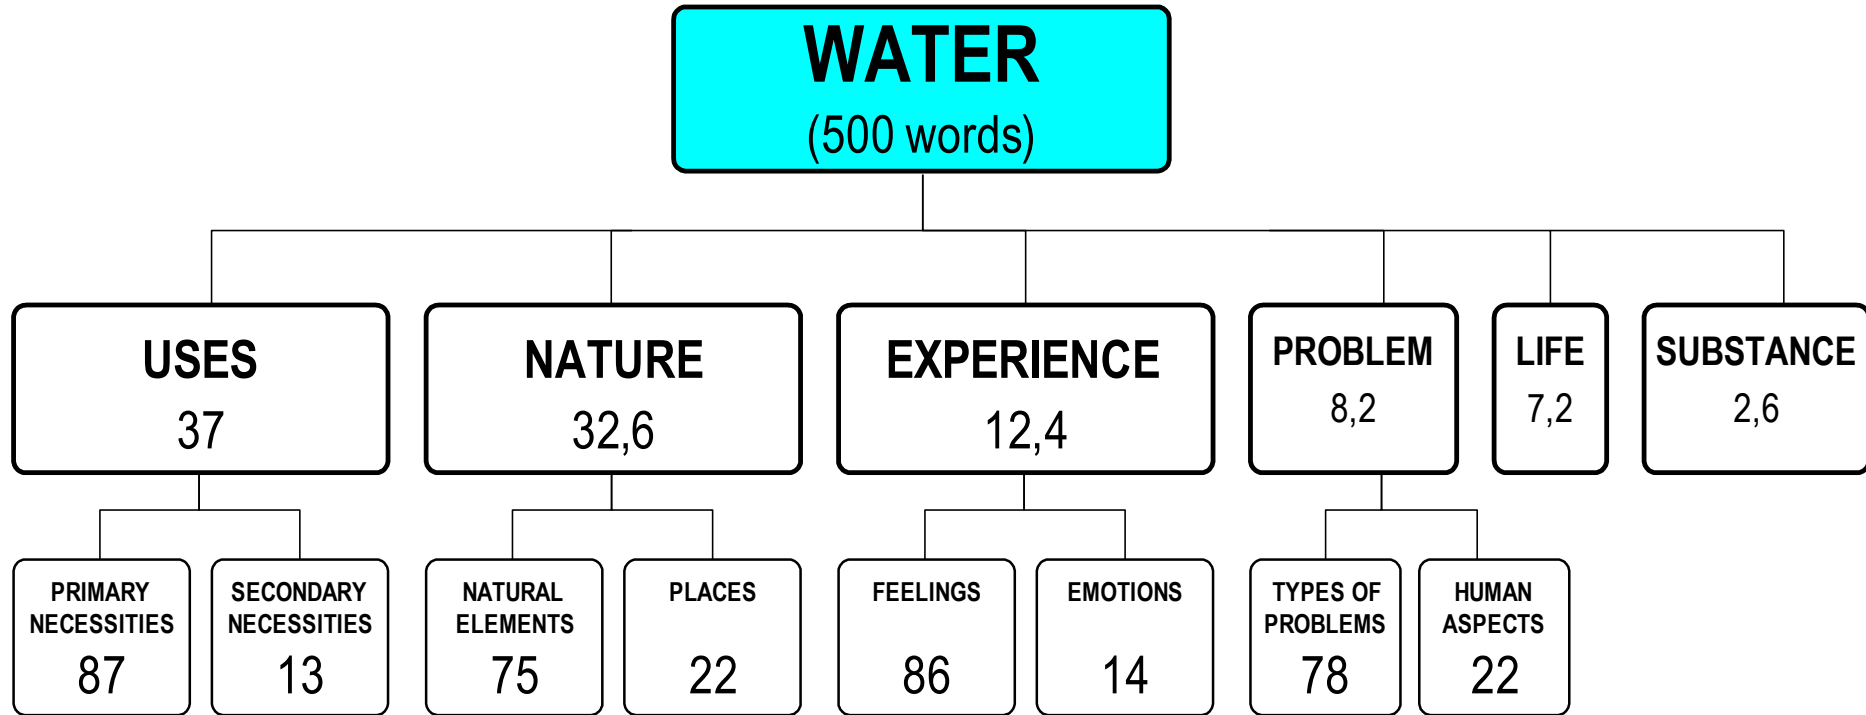 WATER
(500 words)
USES
37
NATURE
32,6
EXPERIENCE
12,4
PROBLEM
8,2
LIFE
7,2
SUBSTANCE
2,6
PRIMARY
NECESSITIES
87
SECONDARY
NECESSITIES
13
NATURAL
ELEMENTS
75
PLACES
22
FEELINGS
86
EMOTIONS
14
TYPES OF
PROBLEMS
78
HUMAN
ASPECTS
22